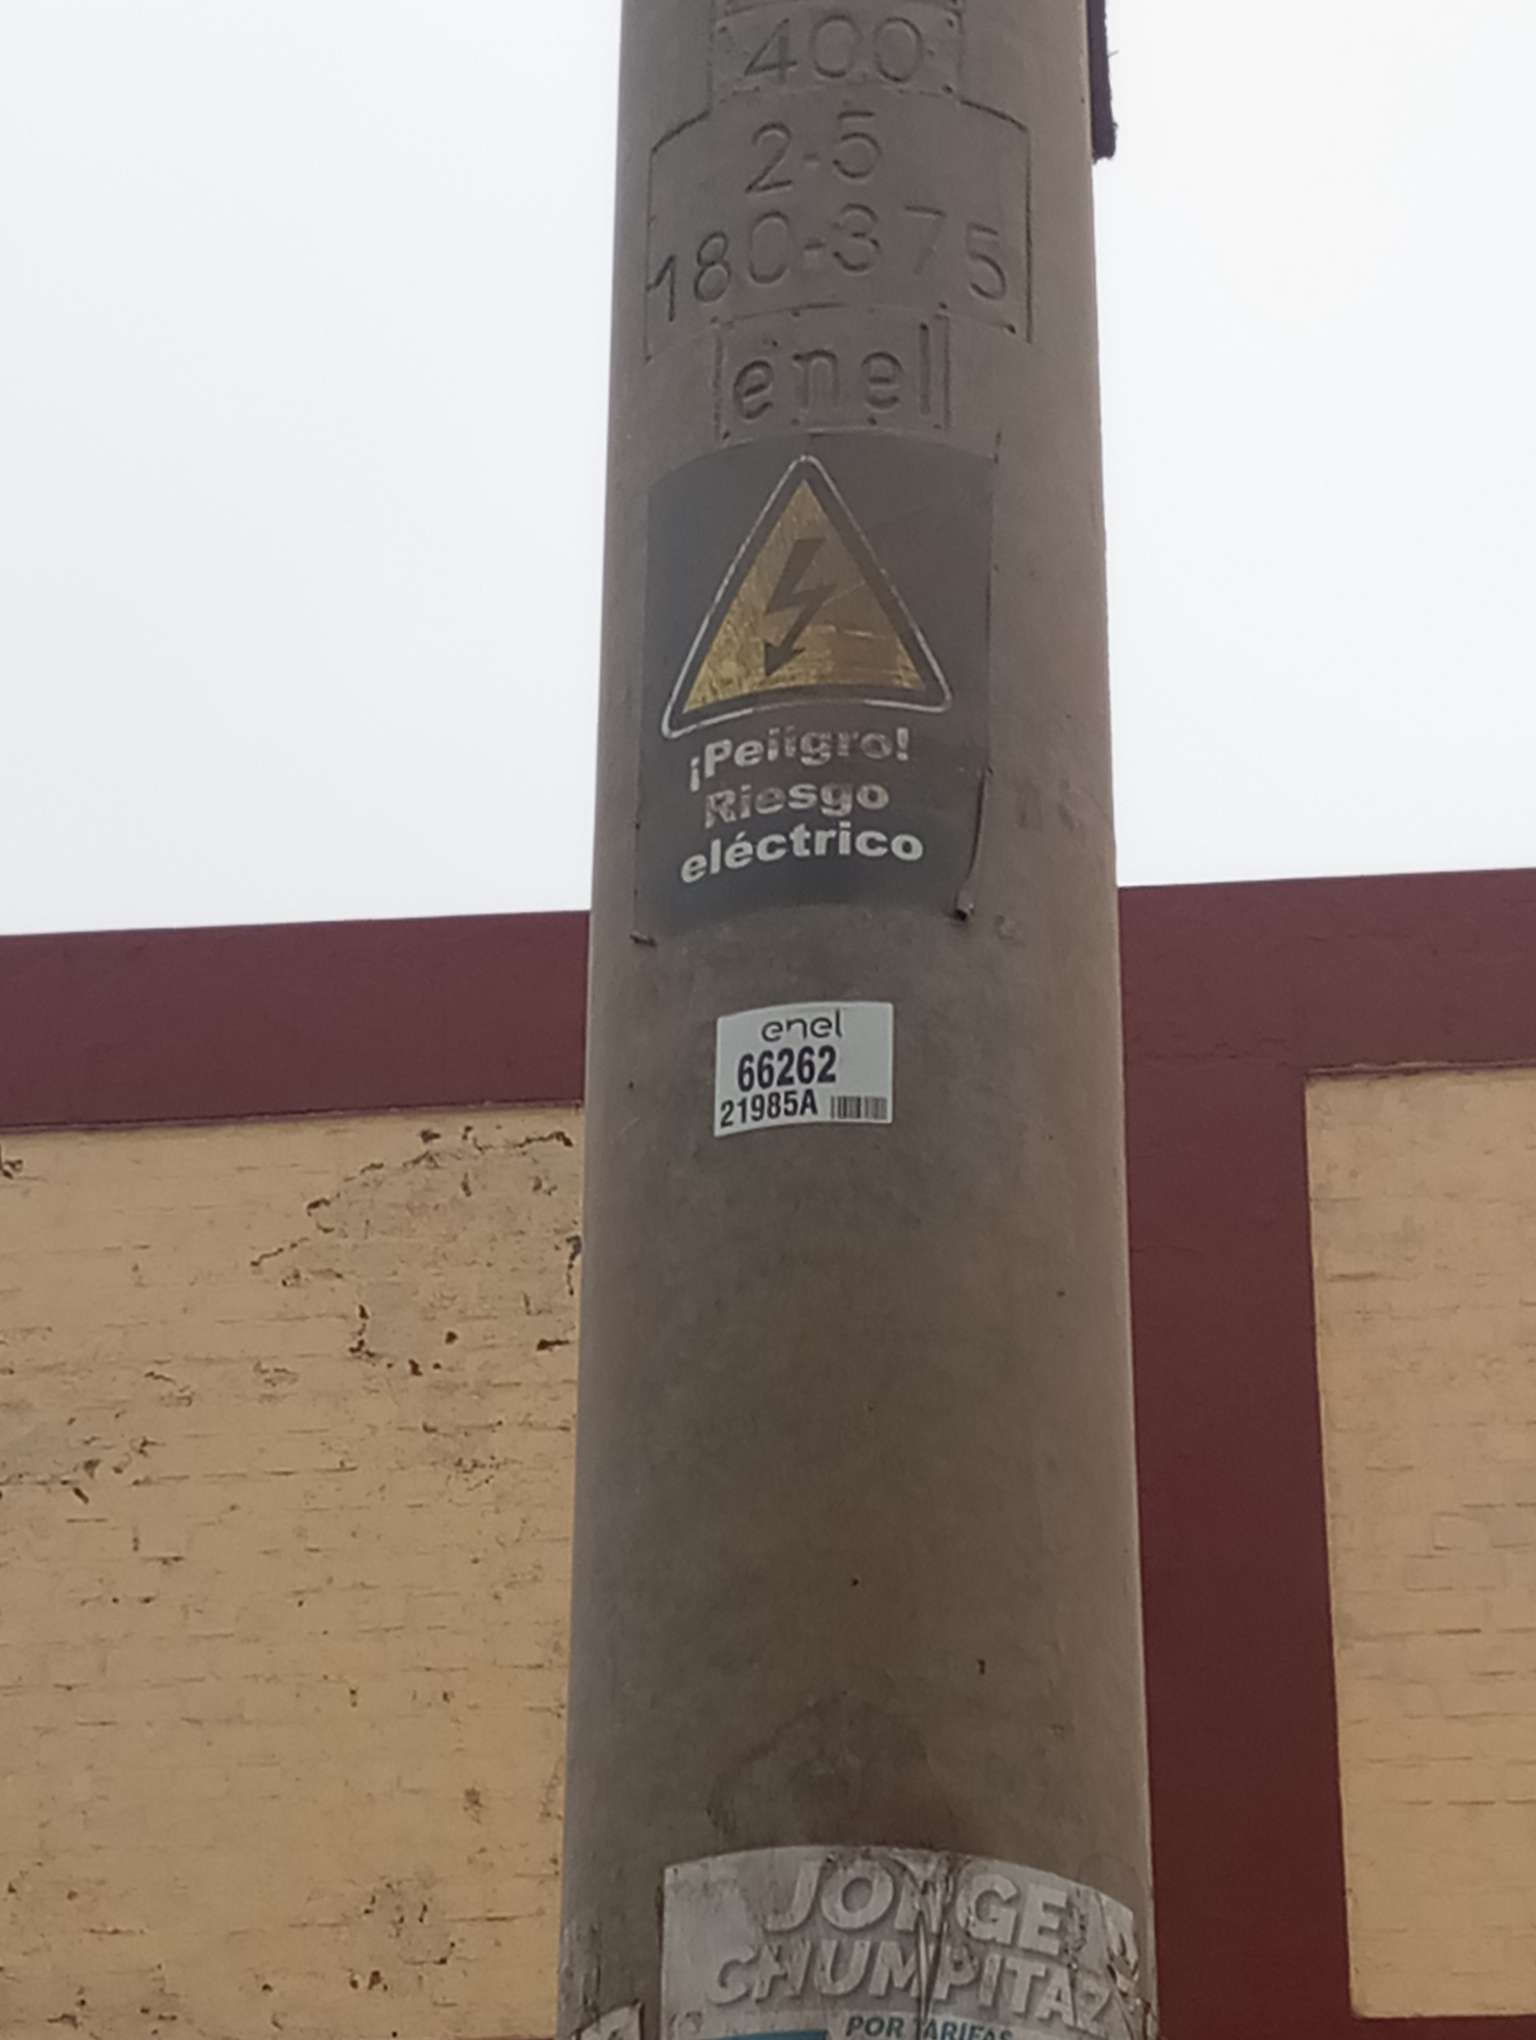 400
2-5
180-375
enel
¡Peligro!
Riesgo
eléctrico
enel
66262
21985A
JORGE
CHUMPITAZ
POR TARIFAS